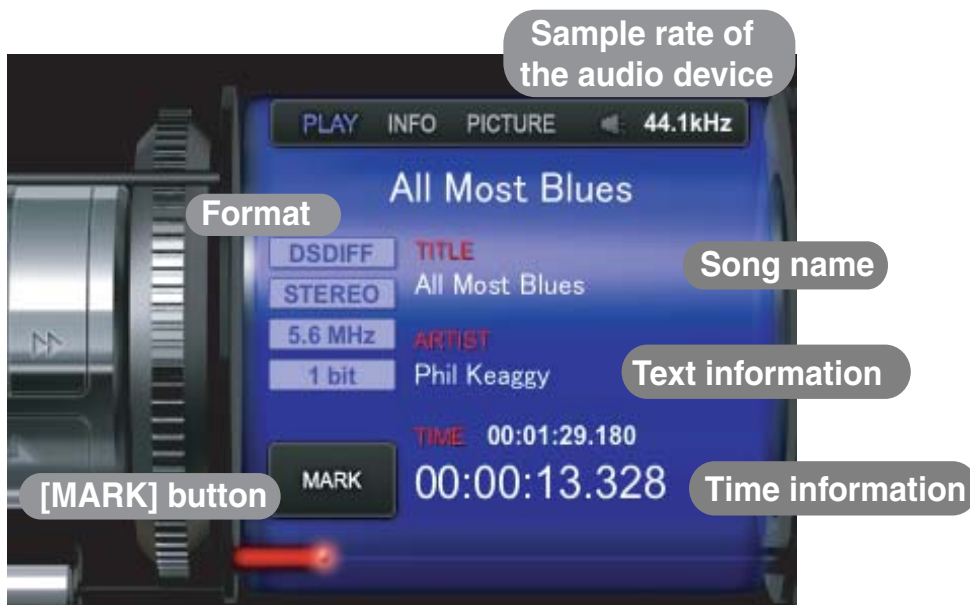 Sample rate of
the audio device
PLAY INFO PICTURE 44.1kHz
All Most Blues
Format
DSDIFF
STEREO
5.6 MHz
1 bit
TITLE
All Most Blues
Song name
ARTIST
Phil Keaggy
Text information
TIME 00:01:29.180
00:00:13.328
Time information
MARK
[MARK] button